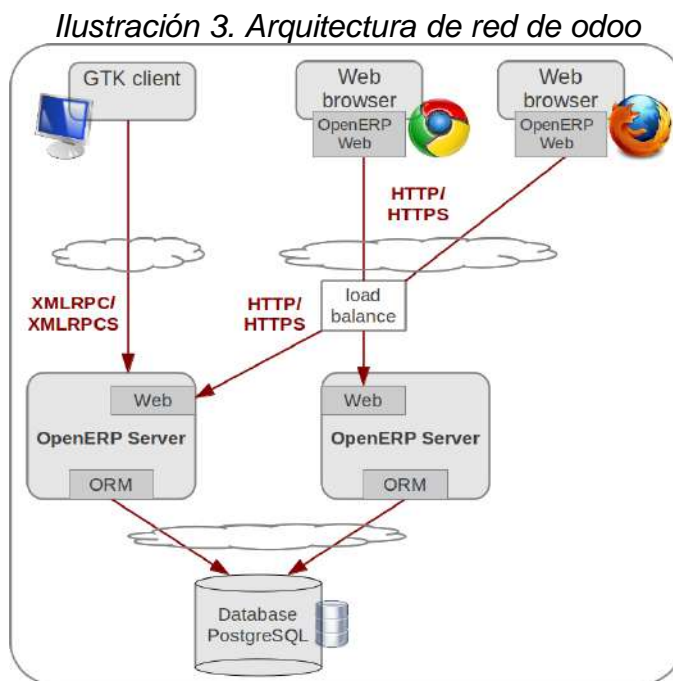 Ilustración 3. Arquitectura de red de odoo
GTK client
Web
browser
OpenERP
Web
Web
browser
OpenERP
Web
HTTP/
HTTPS
XMLRPC/
XMLRPCS
HTTP/
HTTPS
load
balance
Web
OpenERP Server
ORM
Web
OpenERP Server
ORM
Database
PostgreSQL